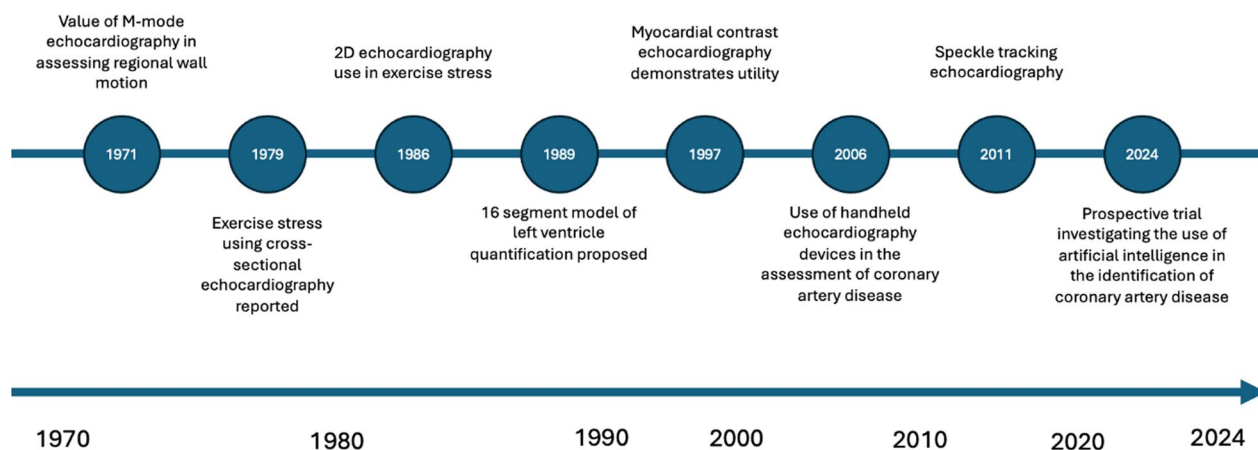 Value of M-mode
echocardiography in
assessing regional wall
motion
2D echocardiography
use in exercise stress
Myocardial contrast
echocardiography
demonstrates utility
Speckle tracking
echocardiography
1971
1979
1986
1989
1997
2006
2011
2024
Exercise stress
using cross-
sectional
echocardiography
reported
16 segment model of
left ventricle
quantification proposed
Use of handheld
echocardiography
devices in the
assessment of coronary
artery disease
Prospective trial
investigating the use of
artificial intelligence in
the identification of
coronary artery disease
1970
1980
1990
2000
2010
2020
2024